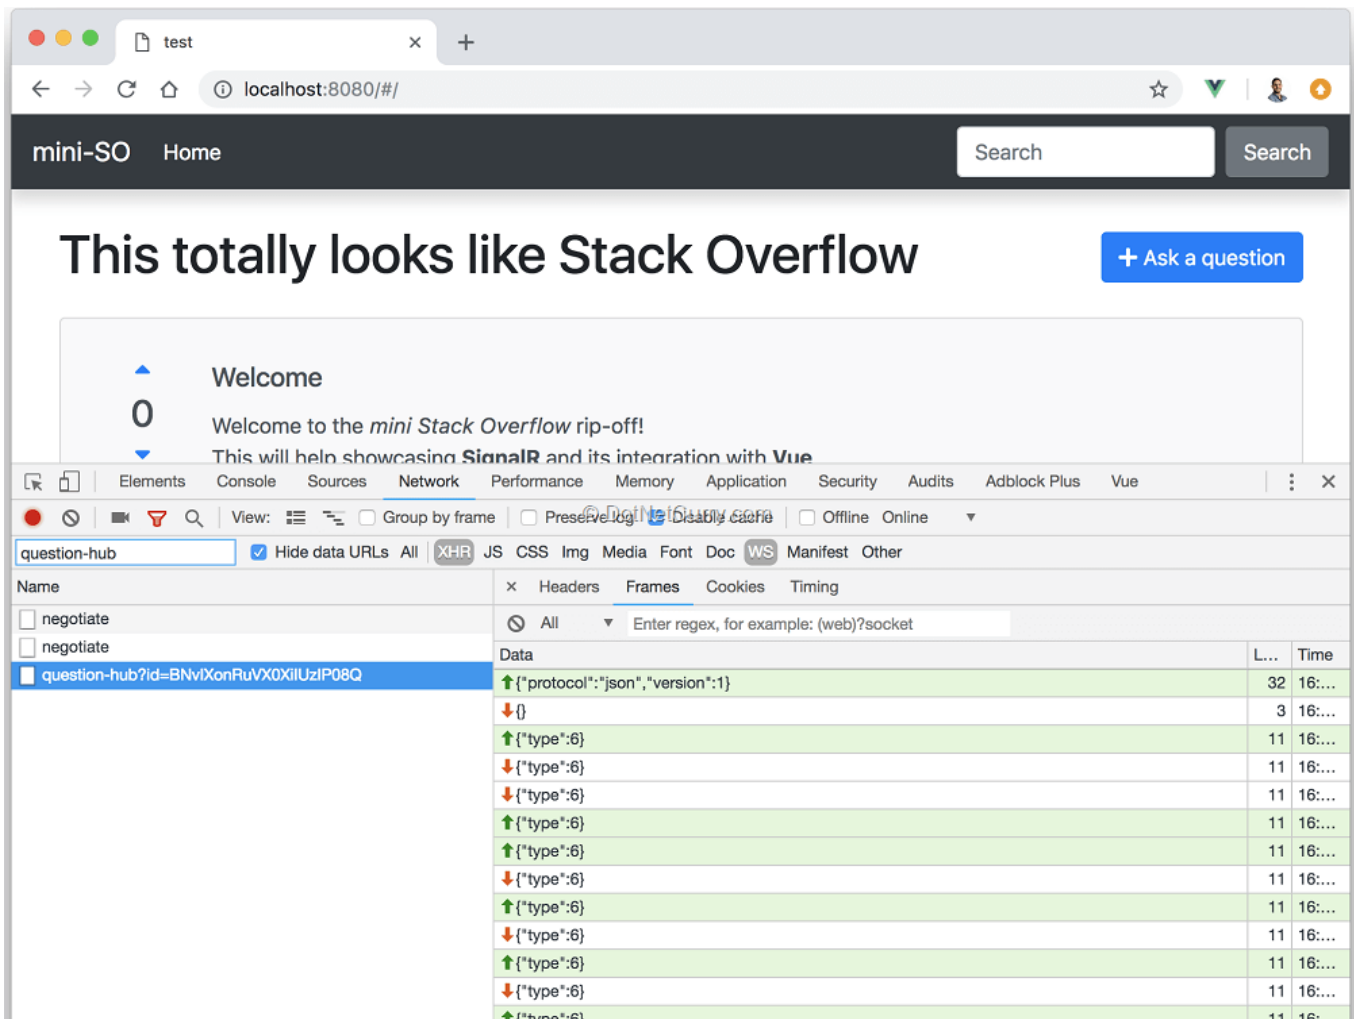 test
localhost:8080/#/
mini-SO Home Search Search
This totally looks like Stack Overflow
Ask a question
Welcome
0
Welcome to the mini Stack Overflow rip-off!
This will help showcasing SignalR and its integration with Vue
Elements Console Sources Network Performance Memory Application Security Audits Adblock Plus Vue
View: Group by frame Preserve log Disable cache Offline Online
© DotNetCurry.com
question-hub Hide data URLs All XHR JS CSS Img Media Font Doc WS Manifest Other
Name Headers Frames Cookies Timing
negotiate
All Enter regex, for example: (web)?socket
negotiate
Data L... Time
question-hub?id=BNvlXonRuVX0XiIUzIP08Q
{"protocol":"json","version":1} 32 16:...
{} 3 16:...
{"type":6} 11 16:...
{"type":6} 11 16:...
{"type":6} 11 16:...
{"type":6} 11 16:...
{"type":6} 11 16:...
{"type":6} 11 16:...
{"type":6} 11 16:...
{"type":6} 11 16:...
{"type":6} 11 16:...
{"type":6} 11 16:...
{"type":6} 11 16:...